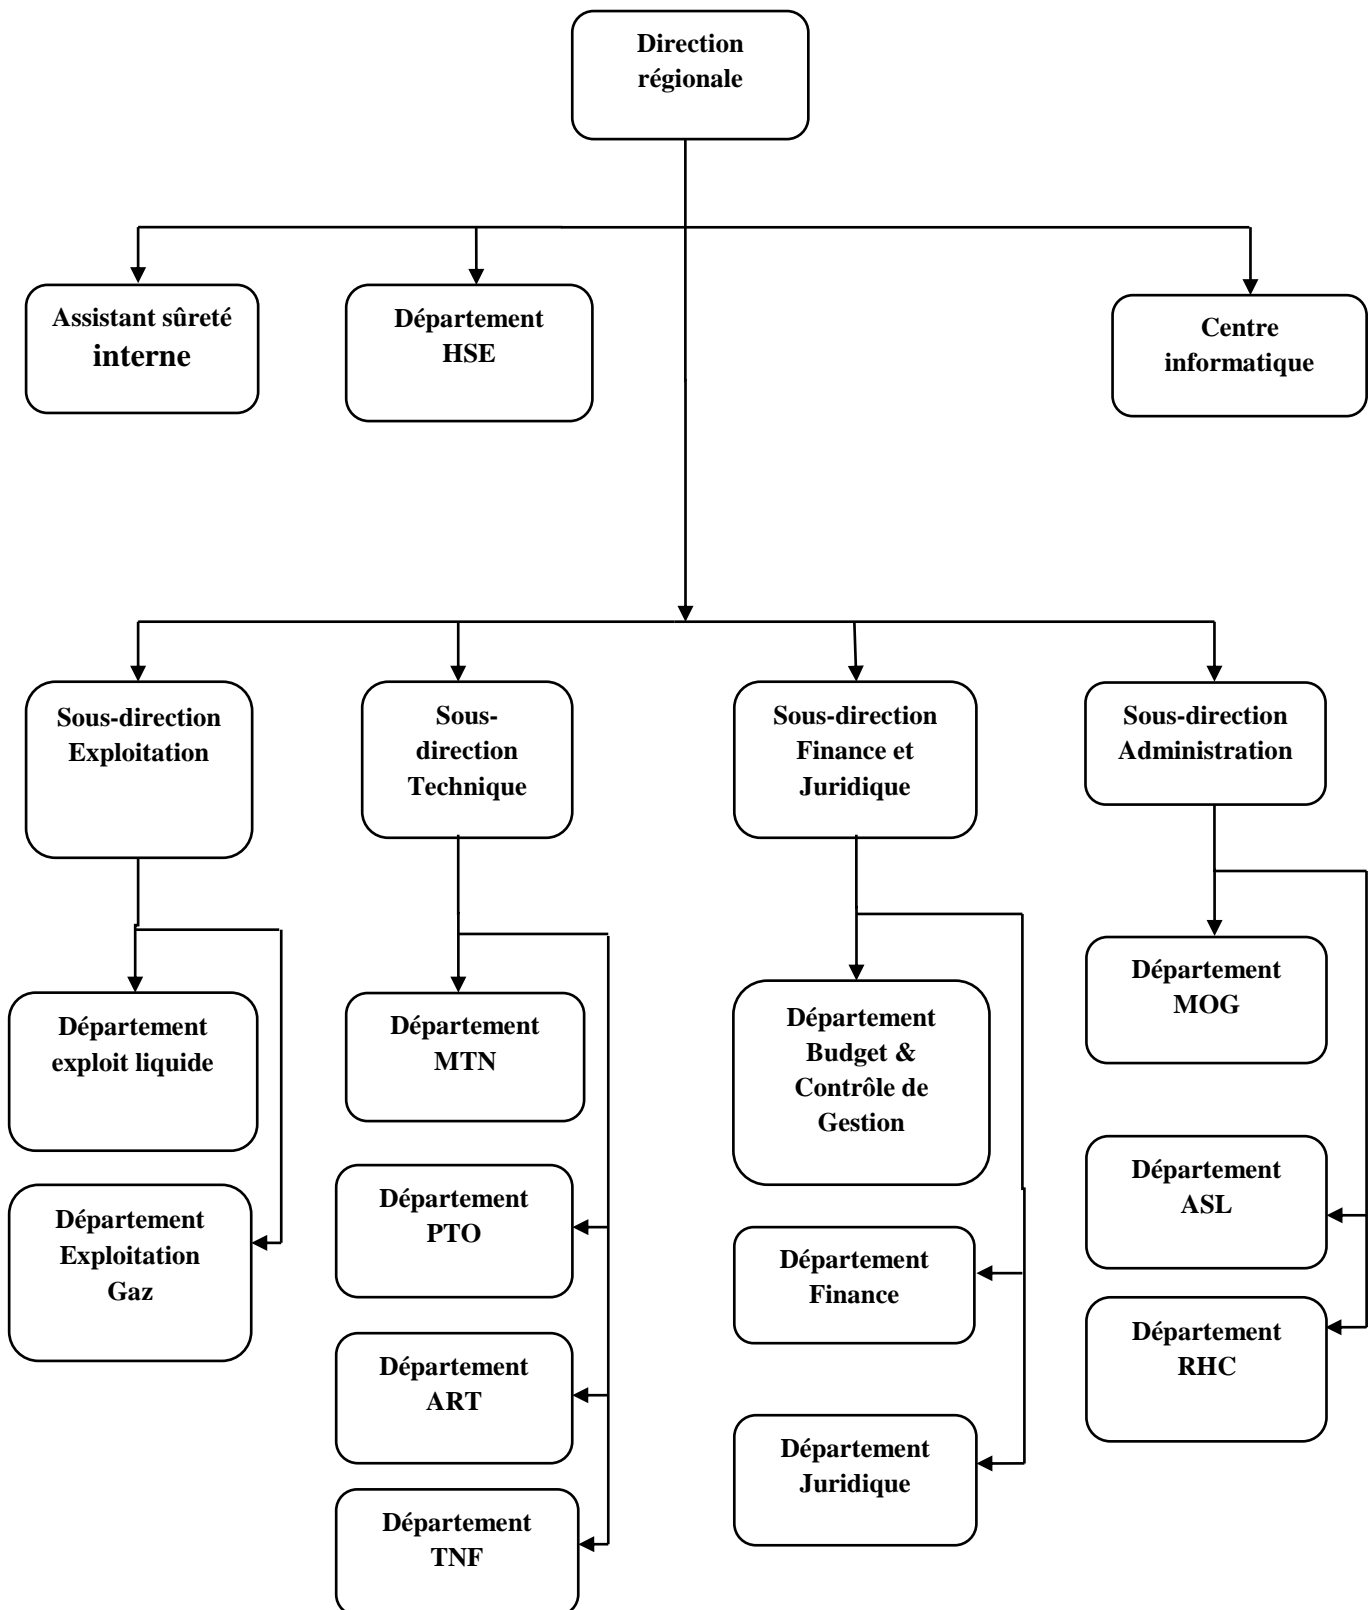 Direction
régionale
Assistant sûreté
interne
Département
HSE
Centre
informatique
Sous-direction
Exploitation
Sous-
direction
Technique
Sous-direction
Finance et
Juridique
Sous-direction
Administration
Département
exploit liquide
Département
MTN
Département
Budget &
Contrôle de
Gestion
Département
MOG
Département
Exploitation
Gaz
Département
PTO
Département
Finance
Département
ASL
Département
ART
Département
Juridique
Département
RHC
Département
TNF